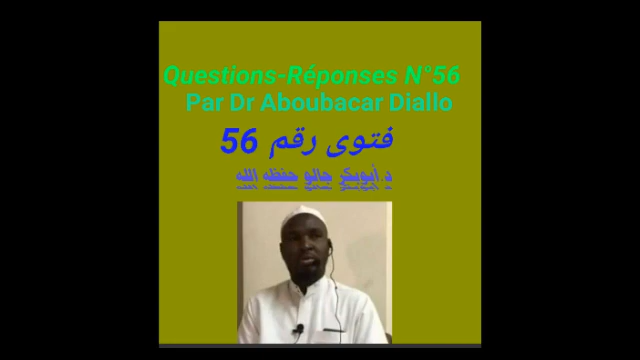 Questions-Réponses N°56
Par Dr Aboubacar Diallo
فتوى رقم 56
د.أبوبكر جالو حفظه الله